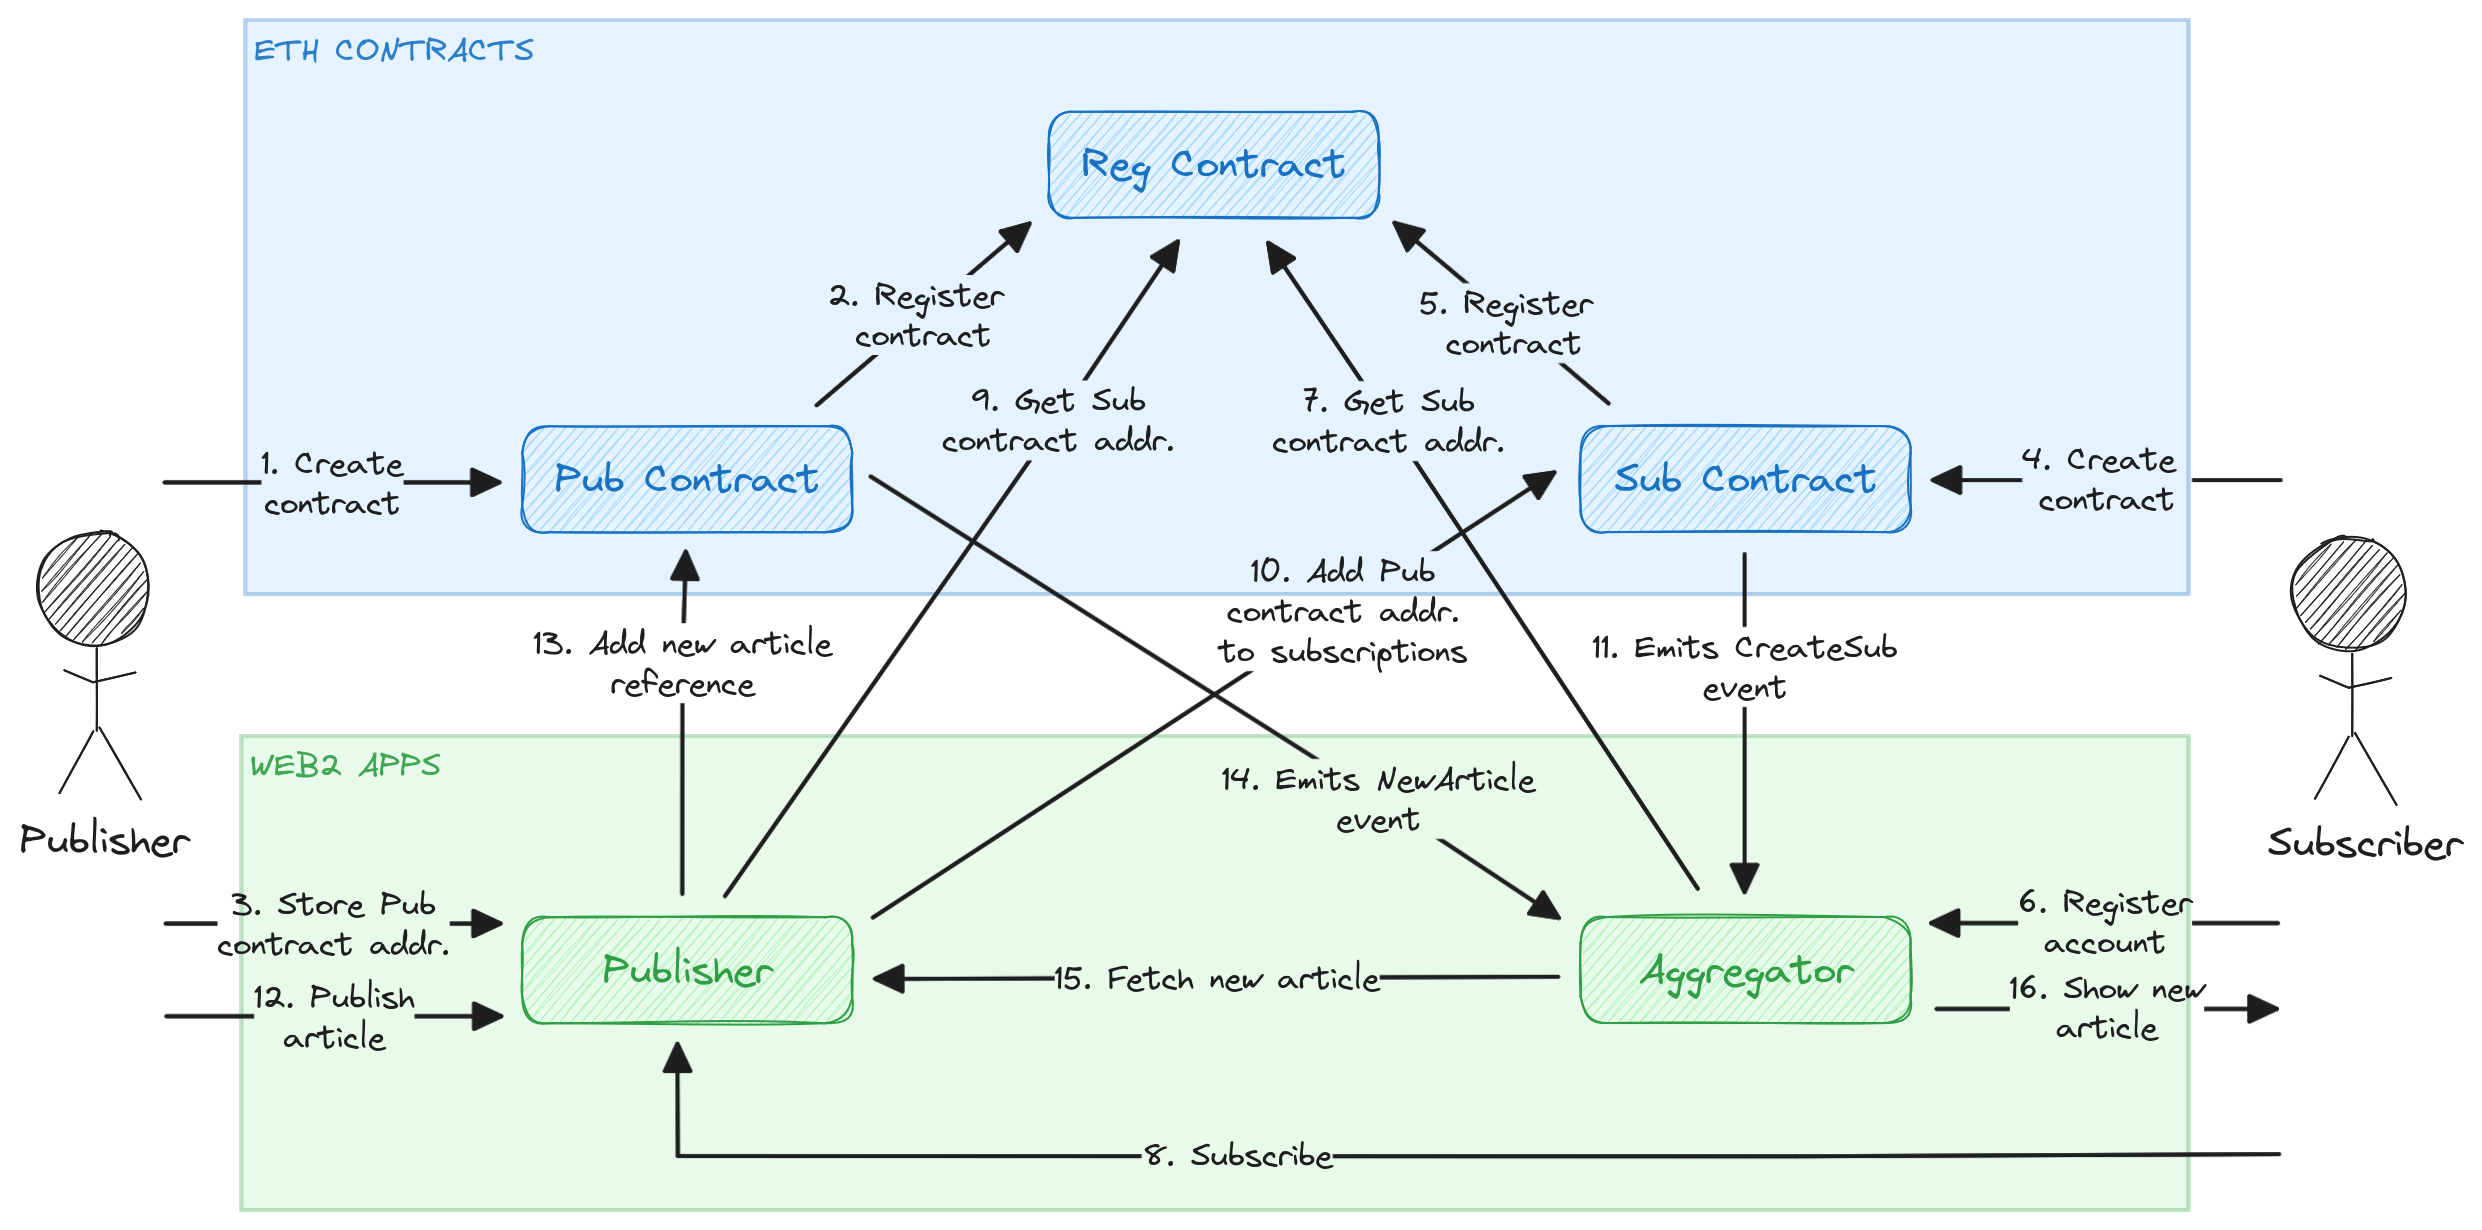 ETH CONTRACTS
Reg Contract
2. Register
contract
5. Register
contract
9. Get Sub
contract addr.
7. Get Sub
contract addr.
1. Create
contract
Pub Contract
Sub Contract
4. Create
contract
10. Add Pub
contract addr.
to subscriptions
13. Add new article
reference
11. Emits CreateSub
event
WEB2 APPS
14. Emits NewArticle
event
Publisher
Subscriber
3. Store Pub
contract addr.
12. Publish
article
Publisher
15. Fetch new article
Aggregator
6. Register
account
16. Show new
article
8. Subscribe